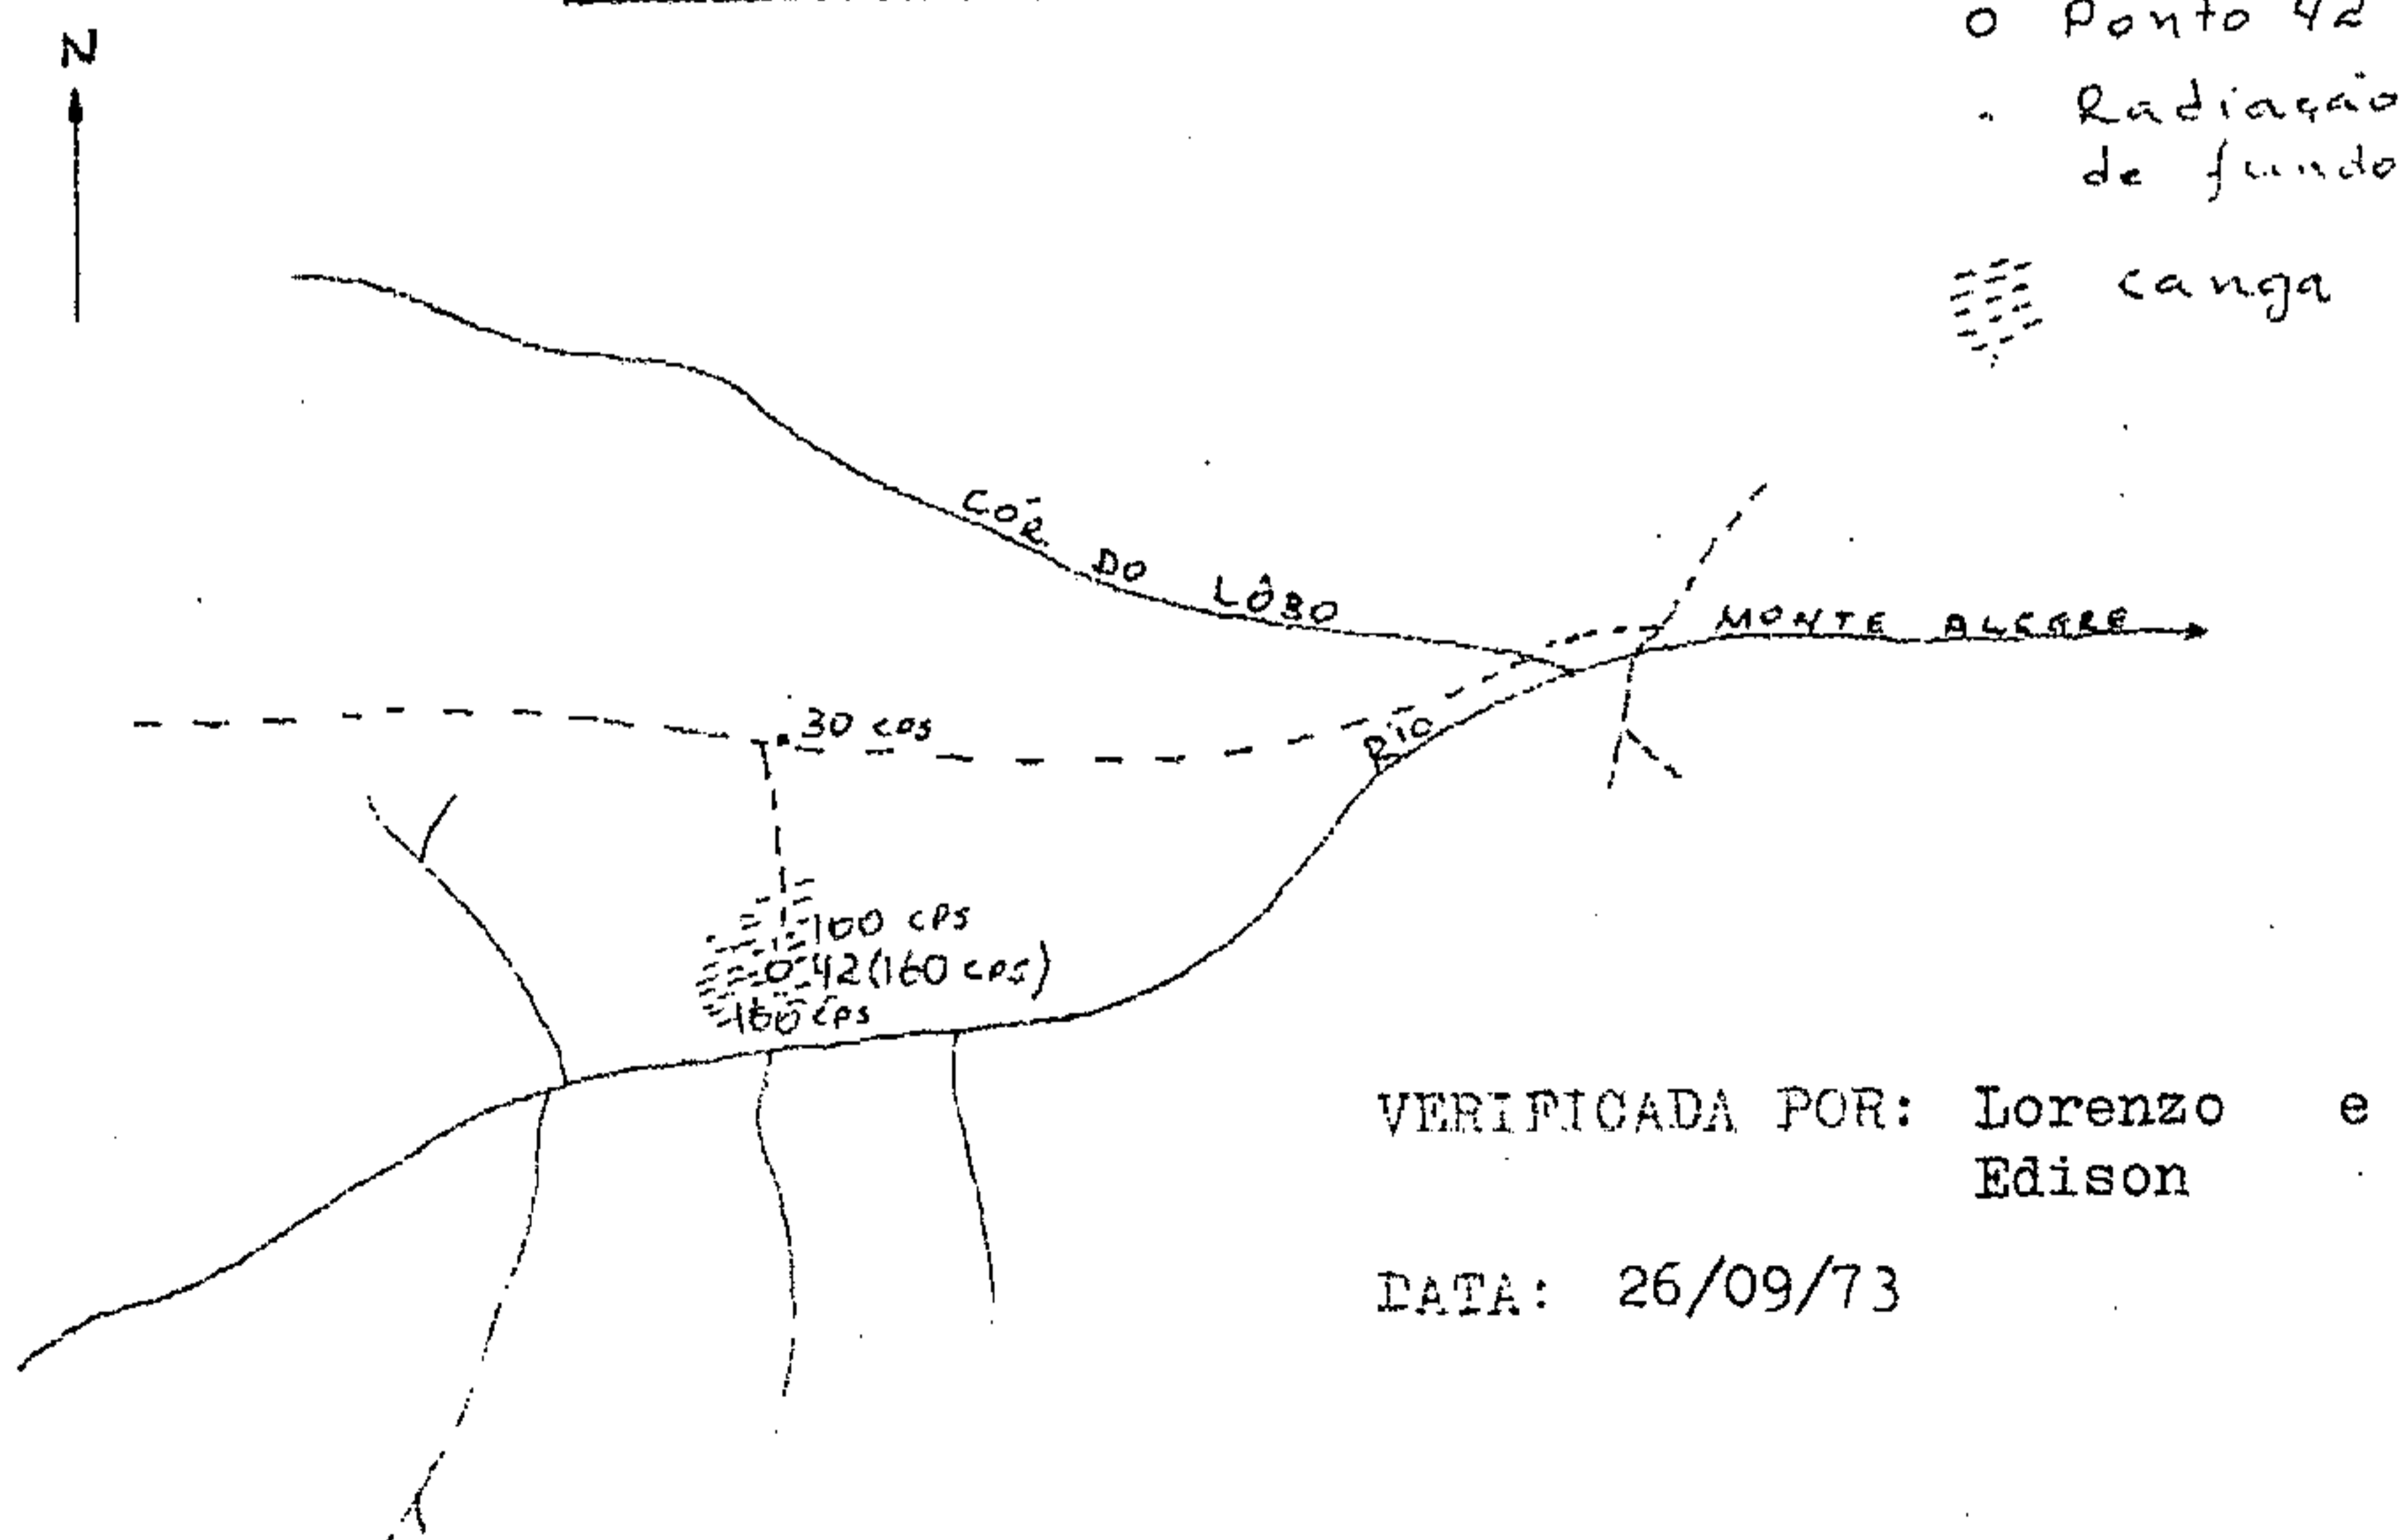 N
O Ponto 42
. Radiação
de fundo
canga
CÓR. DO LÔBO
RIO MONTE ALEGRE
30 cps
100 cps
42 (160 cps)
cps
VERIFICADA POR: Lorenzo e
Edison
DATA: 26/09/73